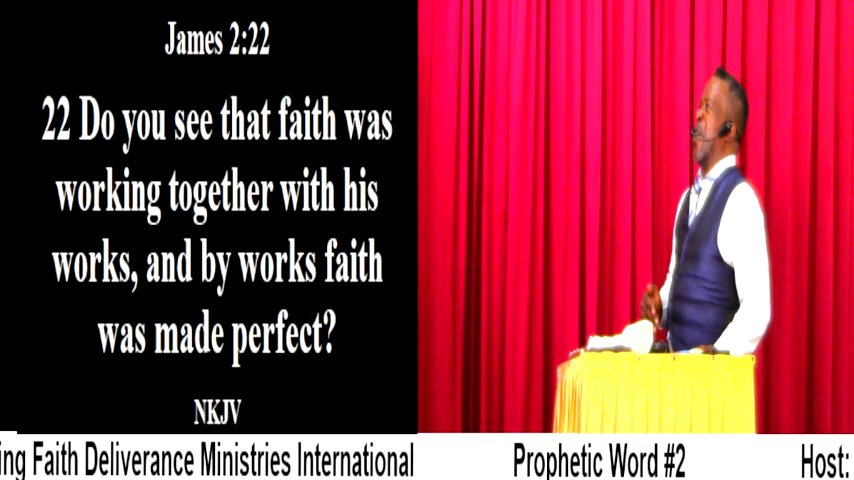 James 2:22
22 Do you see that faith was
working together with his
works, and by works faith
was made perfect?
NKJV
ing Faith Deliverance Ministries International Prophetic Word #2 Host: